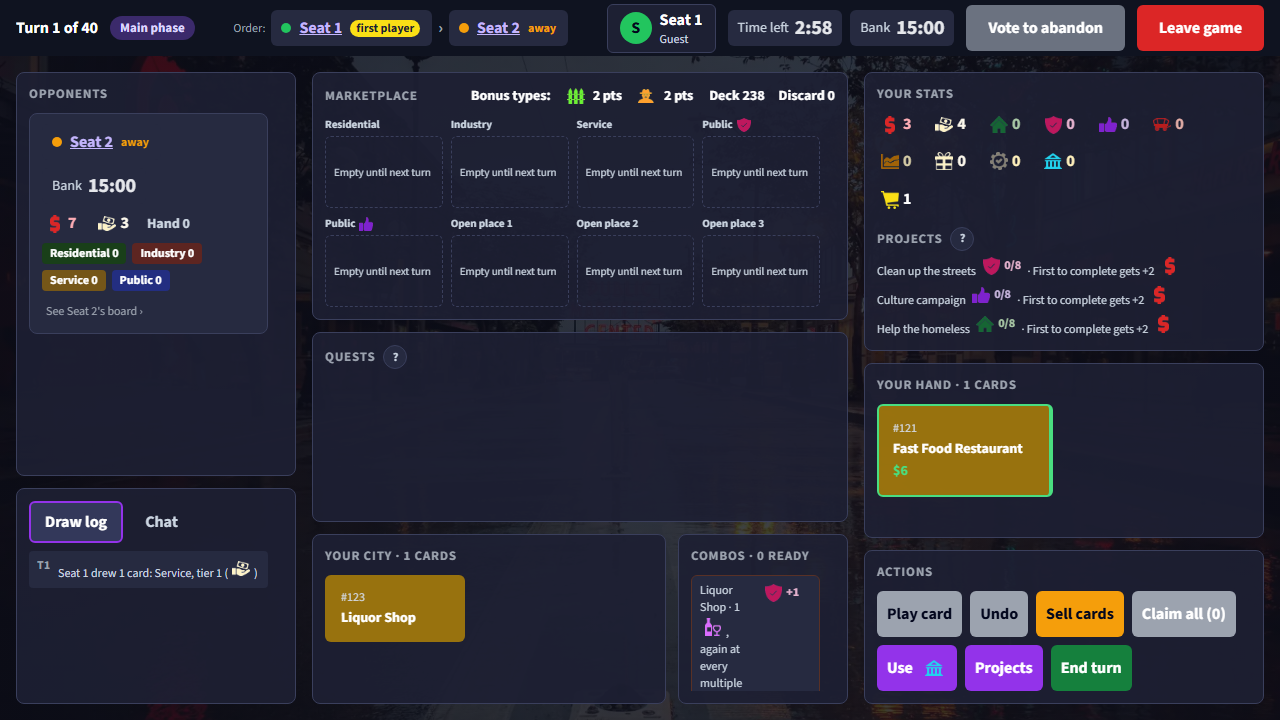 Turn 1 of 40 Main phase Order: Seat 1 first player › Seat 2 away S Seat 1 Guest Time left 2:58 Bank 15:00 Vote to abandon Leave game
OPPONENTS
Seat 2 away
Bank 15:00
7 3 Hand 0
Residential 0 Industry 0
Service 0 Public 0
See Seat 2's board ›
Draw log Chat
T1 Seat 1 drew 1 card: Service, tier 1 ( )
MARKETPLACE Bonus types: 2 pts 2 pts Deck 238 Discard 0
Residential Industry Service Public
Empty until next turn Empty until next turn Empty until next turn Empty until next turn
Public Open place 1 Open place 2 Open place 3
Empty until next turn Empty until next turn Empty until next turn Empty until next turn
QUESTS ?
YOUR CITY · 1 CARDS
#123
Liquor Shop
COMBOS · 0 READY
Liquor +1
Shop · 1
,
again at
every
multiple
YOUR STATS
$ 3 4 0 0 0 0
0 0 0 0
1
PROJECTS ?
Clean up the streets 0/8 · First to complete gets +2 $
Culture campaign 0/8 · First to complete gets +2 $
Help the homeless 0/8 · First to complete gets +2 $
YOUR HAND · 1 CARDS
#121
Fast Food Restaurant
$6
ACTIONS
Play card Undo Sell cards Claim all (0)
Use Projects End turn